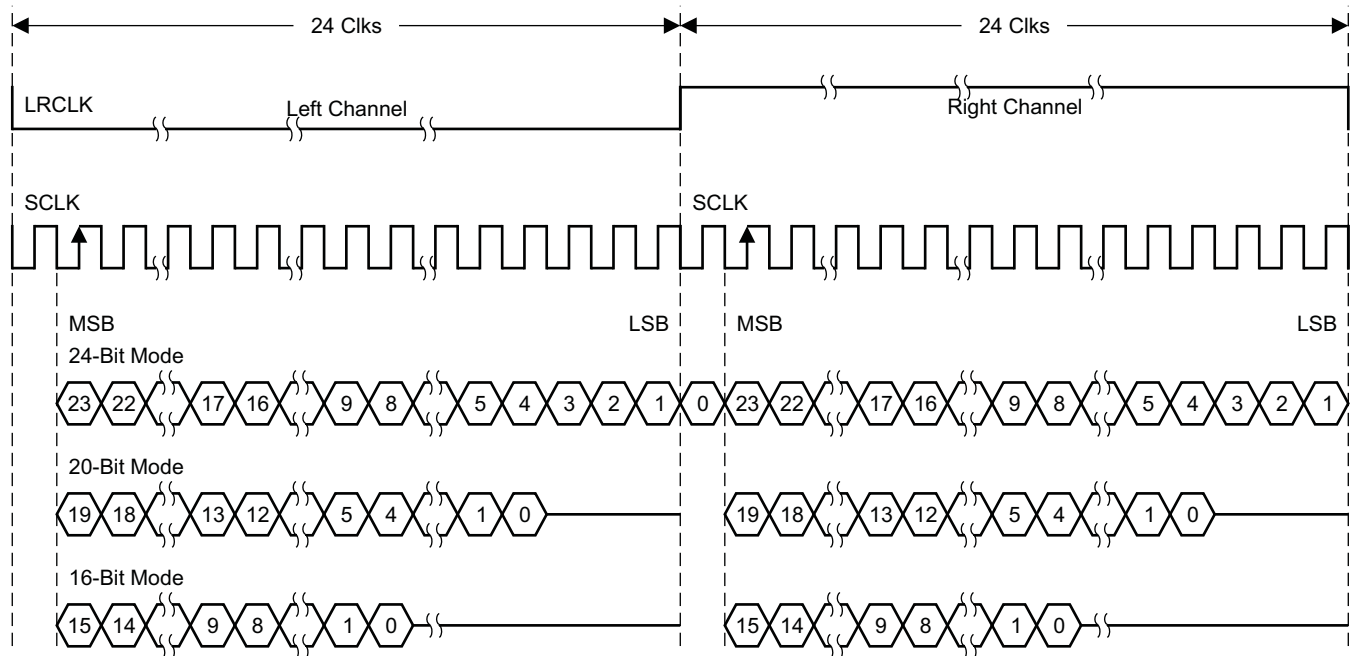 24 Clks 24 Clks
LRCLK Left Channel Right Channel
SCLK SCLK
MSB LSB MSB LSB
24-Bit Mode
23 22 17 16 9 8 5 4 3 2 1 0 23 22 17 16 9 8 5 4 3 2 1
20-Bit Mode
19 18 13 12 5 4 1 0 19 18 13 12 5 4 1 0
16-Bit Mode
15 14 9 8 1 0 15 14 9 8 1 0